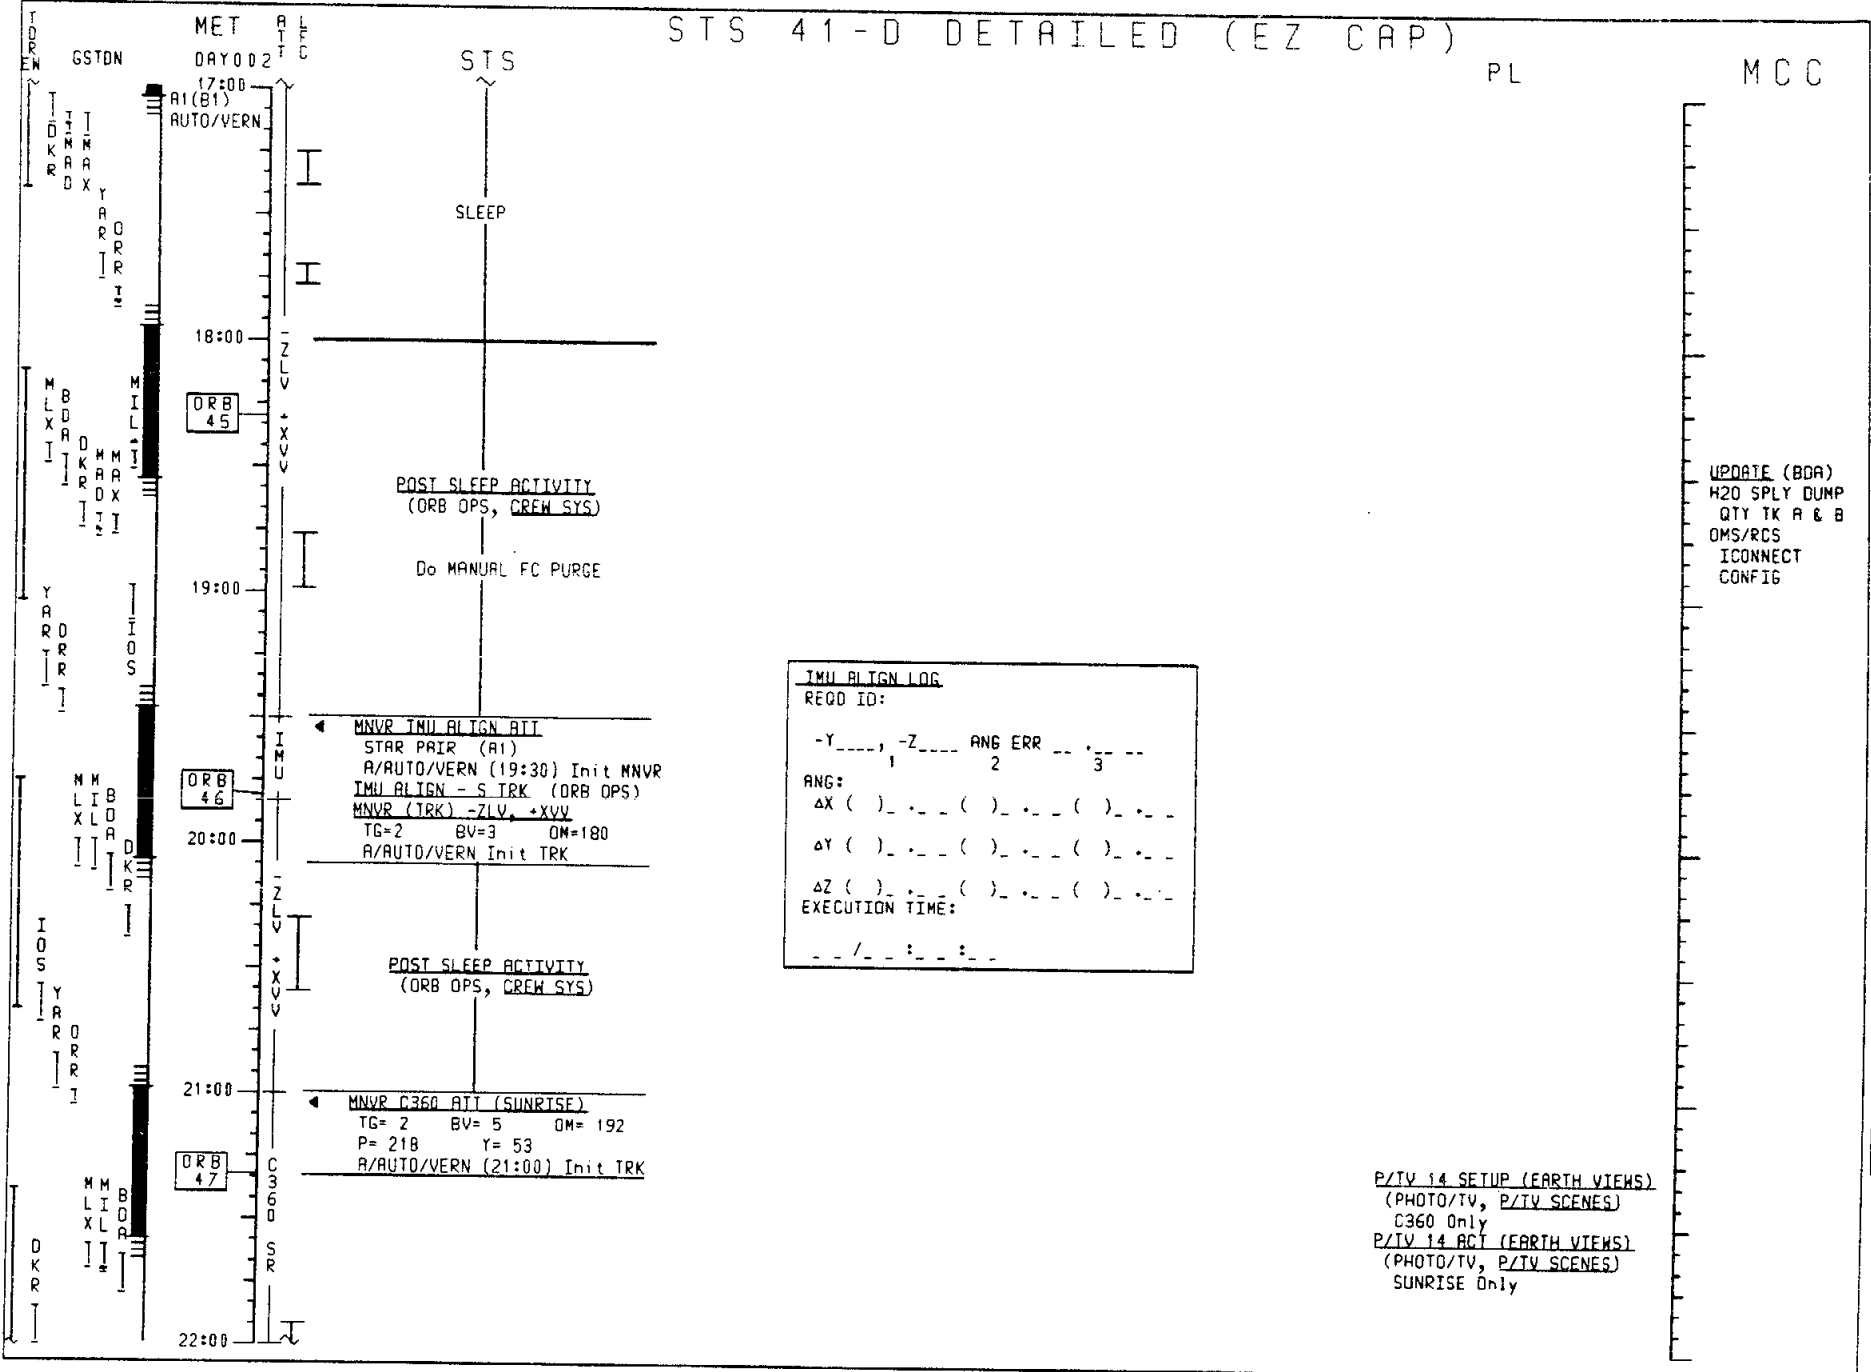 STS 41-D DETAILED (EZ CAP)
TDRE W
GSTDN
MET
DAY002
ATT
LEC
STS
PL
MCC
17:00
A1(B1)
AUTO/VERN
DKR
MAD
MAX
YAR
ORR
SLEEP
18:00
-ZLV +XVV
MLX
BDA
DKR
MAD
MAX
MIL
ORB
45
POST SLEEP ACTIVITY
(ORB OPS, CREW SYS)
Do MANUAL FC PURGE
UPDATE (BDA)
H20 SPLY DUMP
QTY TK A & B
OMS/RCS
ICONNECT
CONFIG
19:00
YAR
ORR
IOS
IMU
MNVR IMU ALIGN ATT
STAR PAIR (A1)
A/AUTO/VERN (19:30) Init MNVR
IMU ALIGN - S TRK (ORB OPS)
MNVR (TRK) -ZLV, +XVV
TG=2 BV=3 OM=180
A/AUTO/VERN Init TRK
IMU ALIGN LOG
REQD ID:
-Y____, -Z____ ANG ERR __ .__ __
1 2 3
ANG:
ΔX ( )_ ._ _ ( )_ ._ _ ( )_ ._ _
ΔY ( )_ ._ _ ( )_ ._ _ ( )_ ._ _
ΔZ ( )_ ._ _ ( )_ ._ _ ( )_ ._ _
EXECUTION TIME:
_ _ /_ _ :_ _ :_ _
ORB
46
MLX
MIL
BDA
DKR
20:00
-ZLV +XVV
IOS
YAR
ORR
POST SLEEP ACTIVITY
(ORB OPS, CREW SYS)
21:00
MNVR C360 ATT (SUNRISE)
TG= 2 BV= 5 OM= 192
P= 218 Y= 53
A/AUTO/VERN (21:00) Init TRK
ORB
47
C360 SR
MLX
MIL
BDA
DKR
P/TV 14 SETUP (EARTH VIEWS)
(PHOTO/TV, P/TV SCENES)
C360 Only
P/TV 14 ACT (EARTH VIEWS)
(PHOTO/TV, P/TV SCENES)
SUNRISE Only
22:00